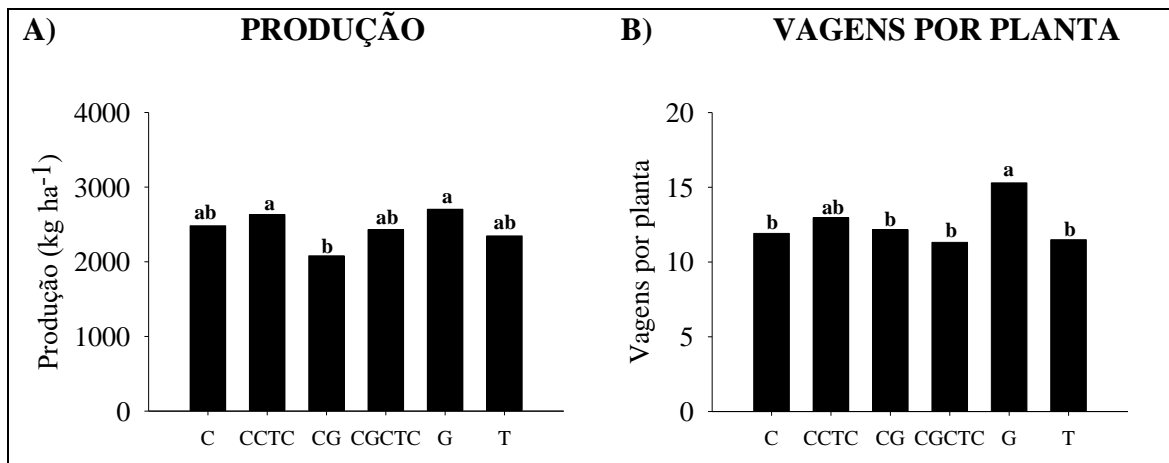 A) PRODUÇÃO
4000
3000
2000
1000
0
Produção (kg ha⁻¹)
ab a b ab a ab
C CCTC CG CGCTC G T
B) VAGENS POR PLANTA
20
15
10
5
0
Vagens por planta
b ab b b a b
C CCTC CG CGCTC G T